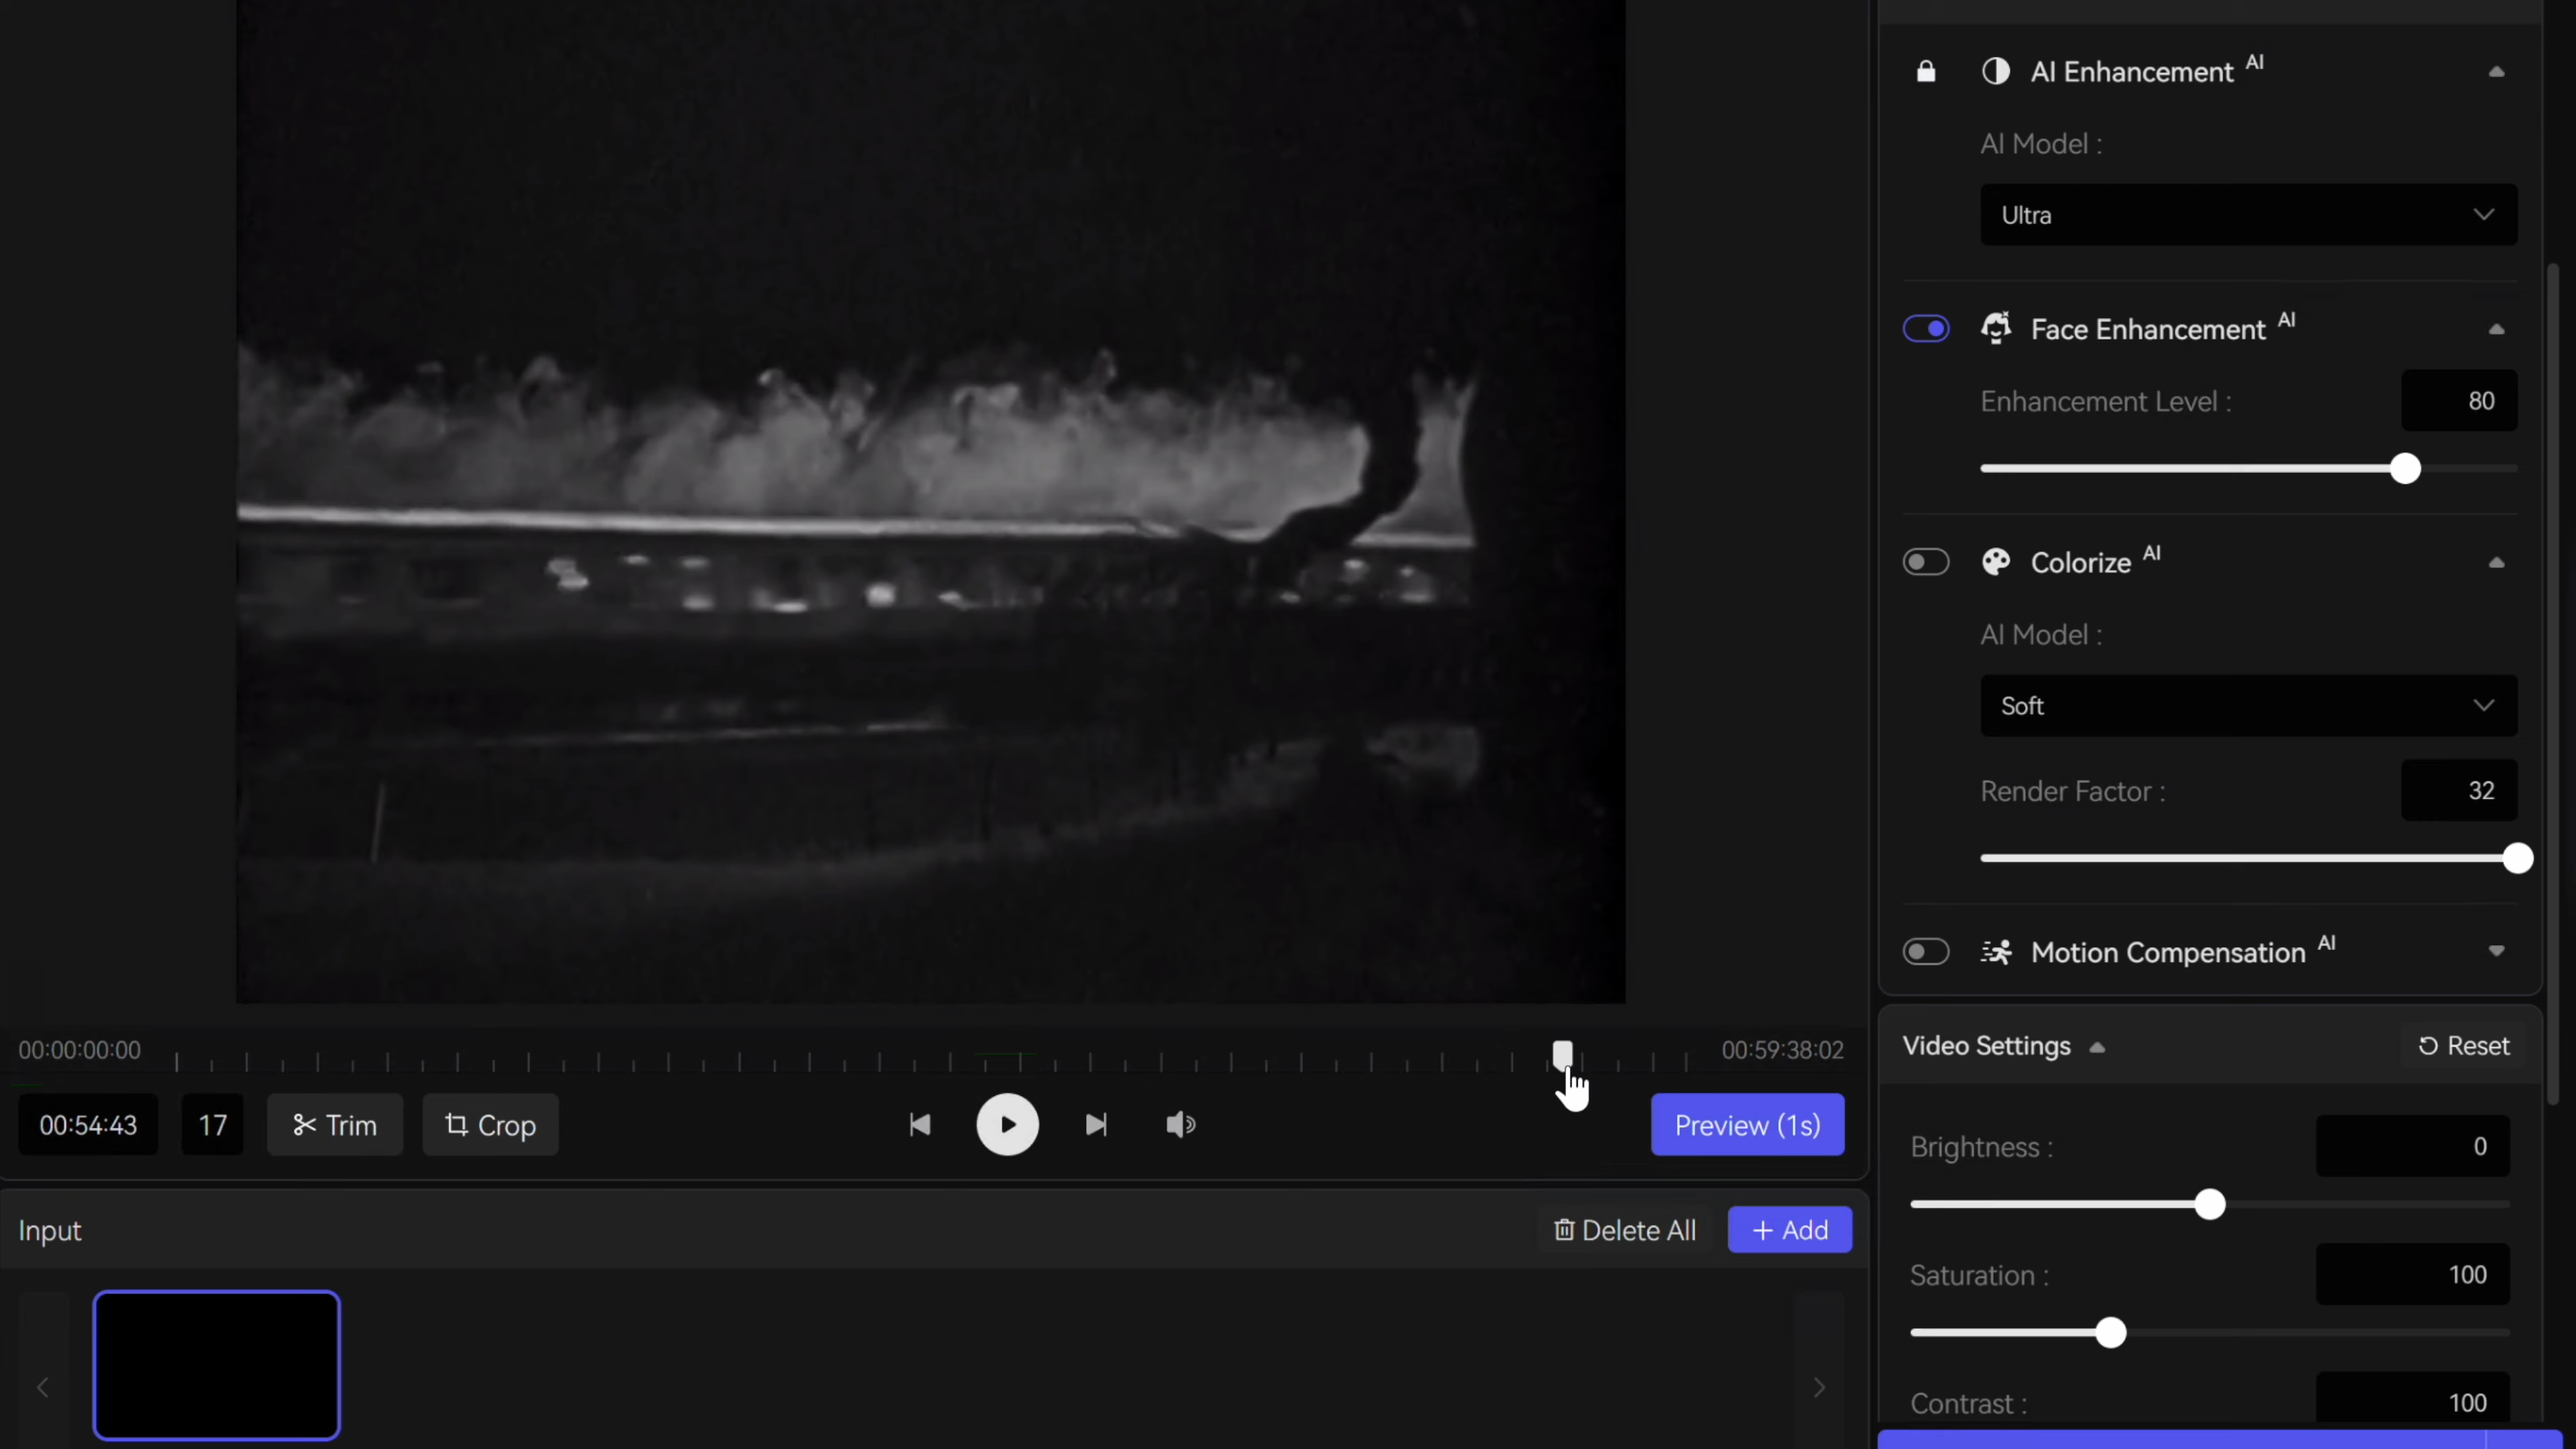 AI Enhancement AI
AI Model :
Ultra
Face Enhancement AI
Enhancement Level : 80
Colorize AI
AI Model :
Soft
Render Factor : 32
Motion Compensation AI
00:00:00:00
00:59:38:02
00:54:43 17 Trim Crop
Preview (1s)
Video Settings Reset
Brightness : 0
Saturation : 100
Contrast : 100
Input
Delete All + Add